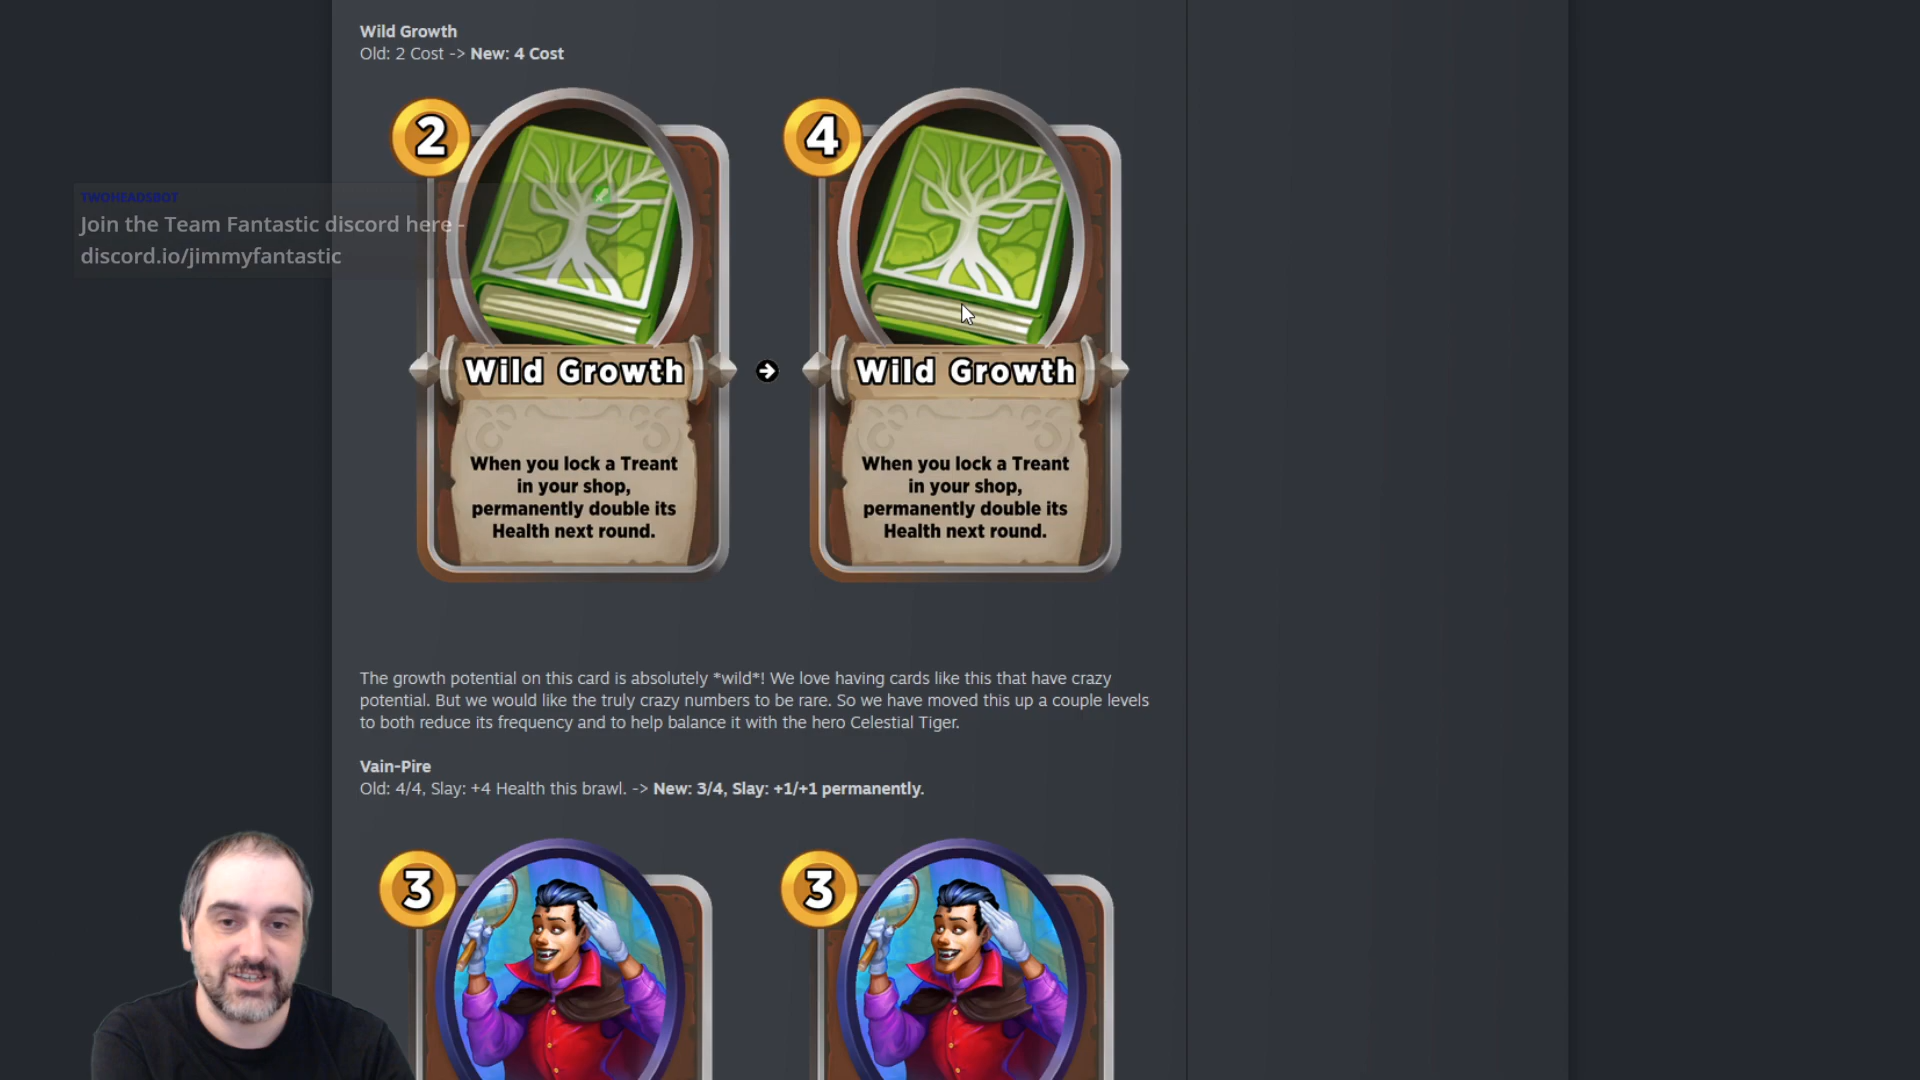 Wild Growth
Old: 2 Cost -> New: 4 Cost
2
4
TWOHEADSBOT
Join the Team Fantastic discord here -
discord.io/jimmyfantastic
Wild Growth
Wild Growth
When you lock a Treant
in your shop,
permanently double its
Health next round.
When you lock a Treant
in your shop,
permanently double its
Health next round.
The growth potential on this card is absolutely *wild*! We love having cards like this that have crazy
potential. But we would like the truly crazy numbers to be rare. So we have moved this up a couple levels
to both reduce its frequency and to help balance it with the hero Celestial Tiger.
Vain-Pire
Old: 4/4, Slay: +4 Health this brawl. -> New: 3/4, Slay: +1/+1 permanently.
3
3